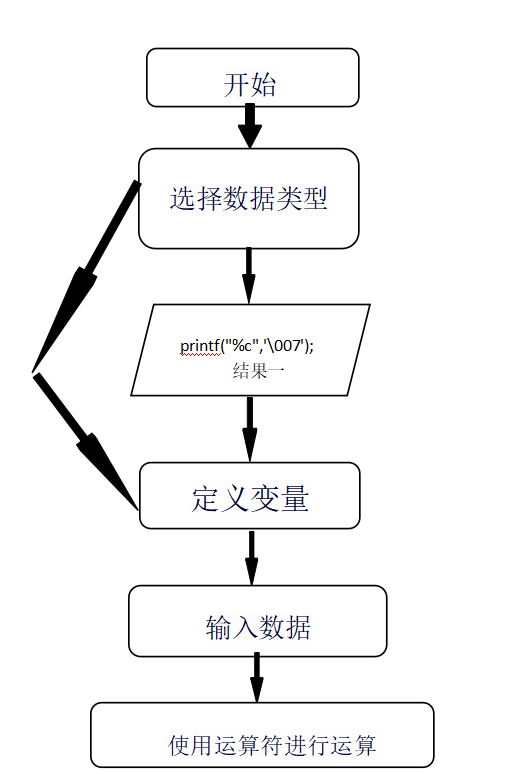 开始
选择数据类型
printf("%c",'\007');
结果一
定义变量
输入数据
使用运算符进行运算